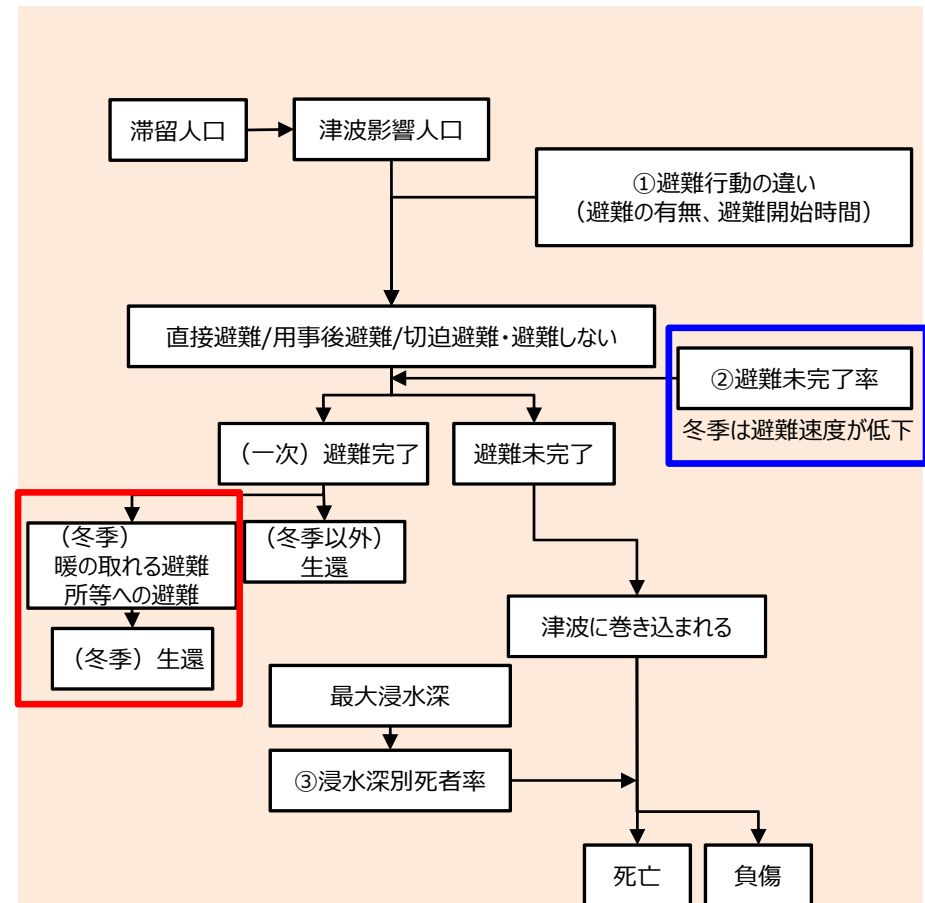 滞留人口
津波影響人口
①避難行動の違い
（避難の有無、避難開始時間）
直接避難/用事後避難/切迫避難・避難しない
②避難未完了率
冬季は避難速度が低下
（一次）避難完了
避難未完了
（冬季）
暖の取れる避難
所等への避難
（冬季以外）
生還
（冬季）生還
津波に巻き込まれる
最大浸水深
③浸水深別死者率
死亡
負傷